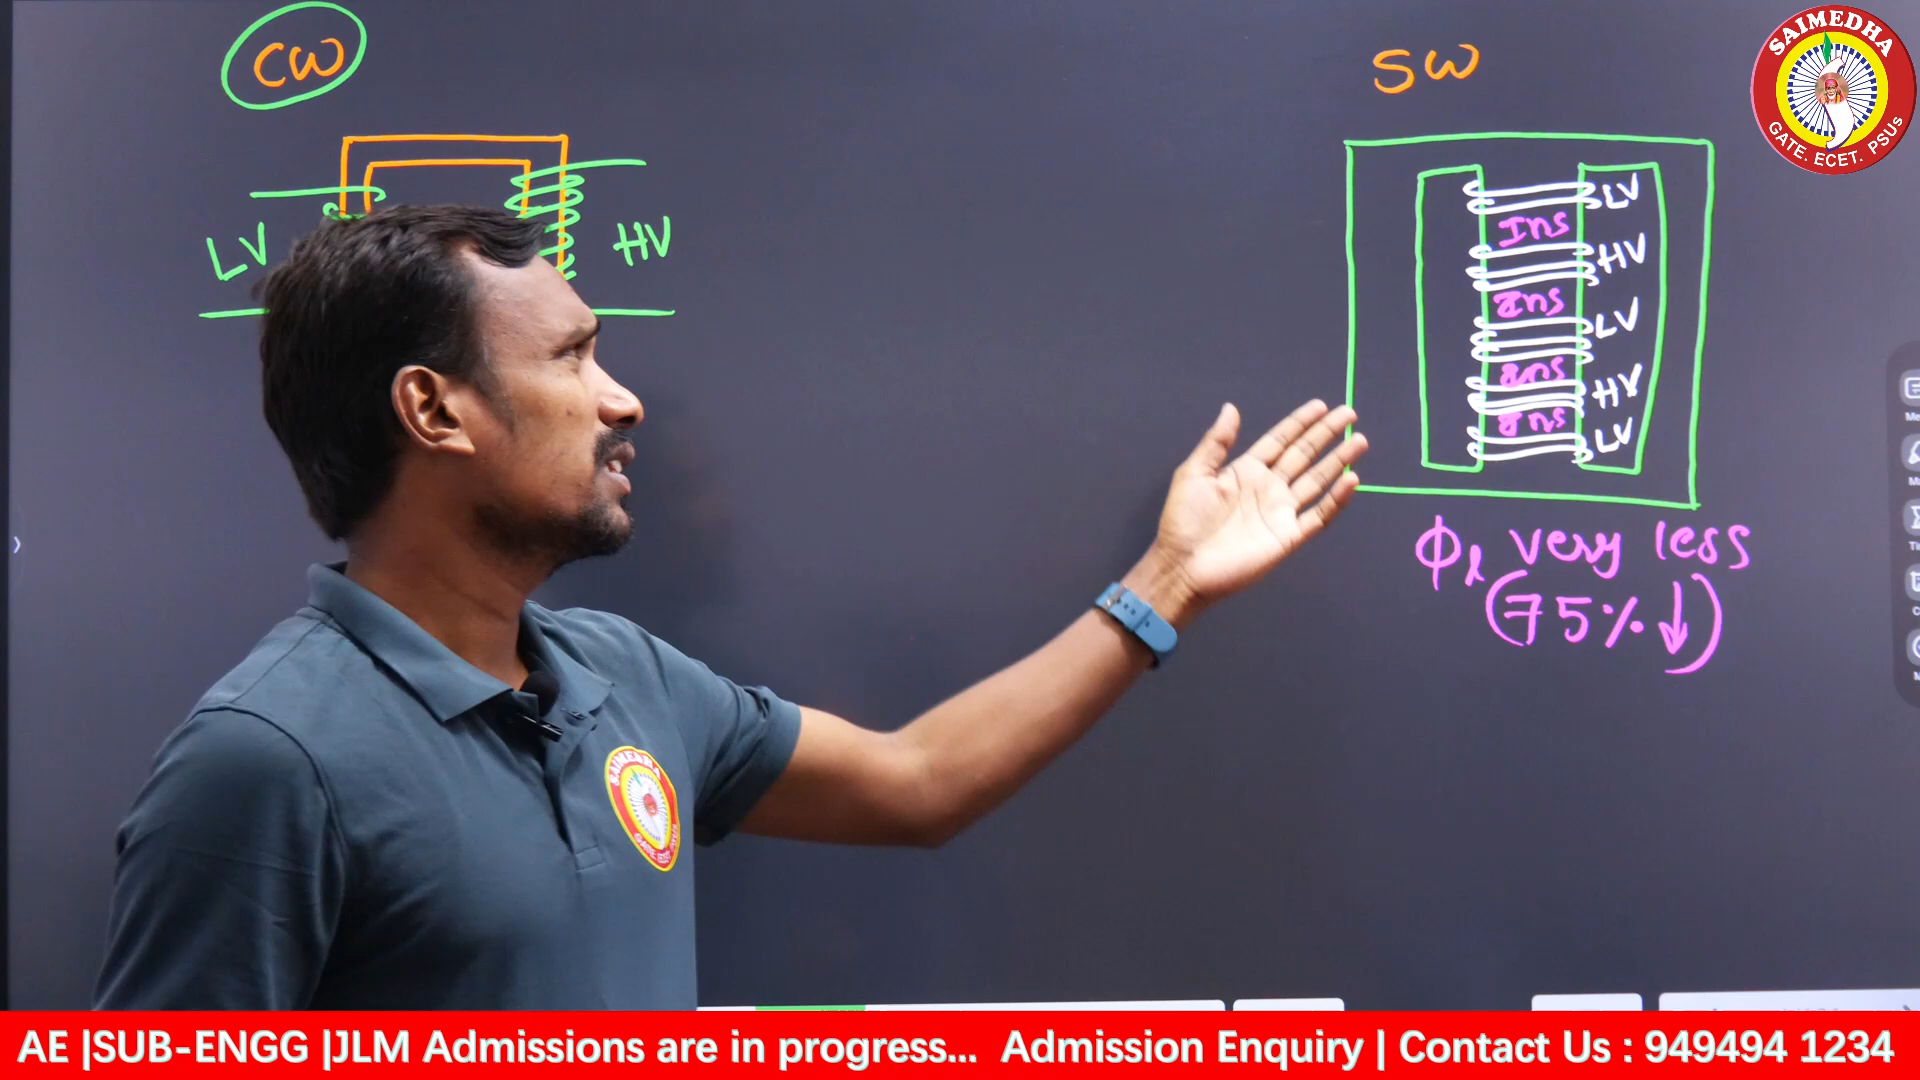 CW
LV
HV
SW
LV
Ins
HV
Ins
LV
Ins
HV
Ins
LV
Φl very less
(75% ↓)
SAIMEDHA
GATE. ECET. PSUs
SAIMEDHA
AE |SUB-ENGG |JLM Admissions are in progress... Admission Enquiry | Contact Us : 949494 1234